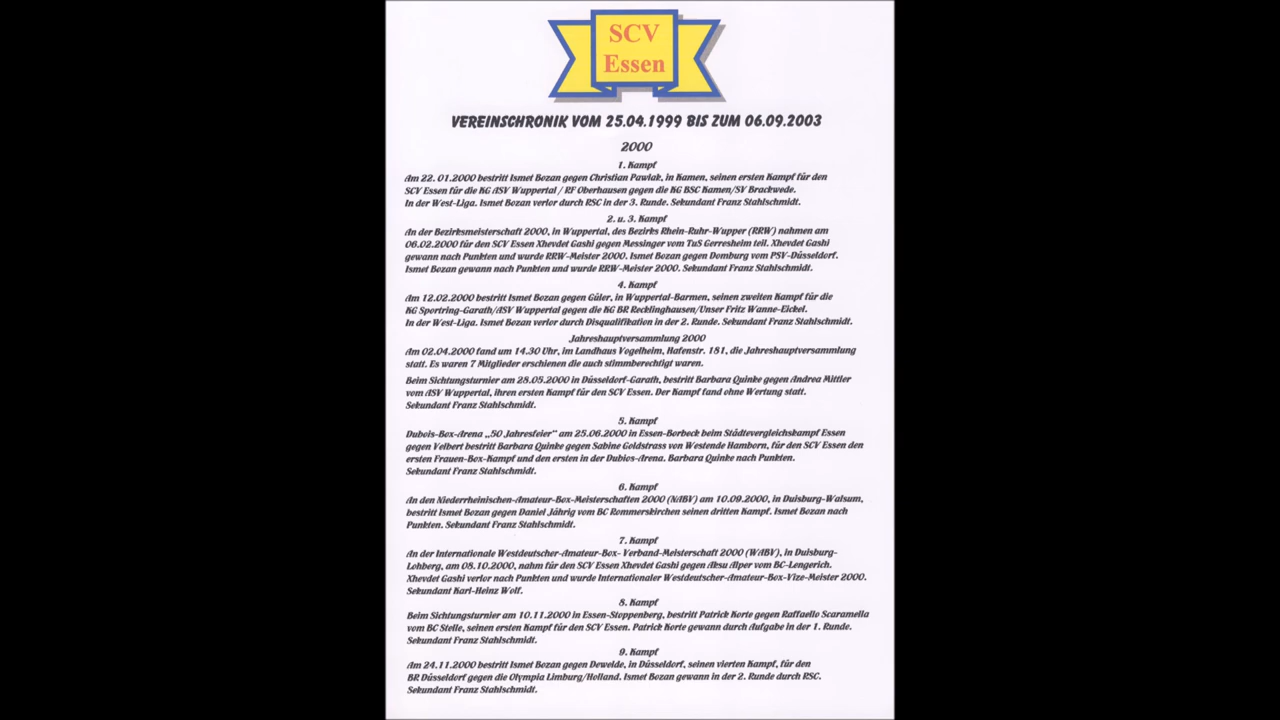 SCV
Essen
VEREINSCHRONIK VOM 25.04.1999 BIS ZUM 06.09.2003
2000
1. Kampf
Am 22. 01.2000 bestritt Ismet Bozan gegen Christian Pawlak, in Kamen, seinen ersten Kampf für den
SCV Essen für die KG ASV Wuppertal / RF Oberhausen gegen die KG BSC Kamen/SV Brackwede.
In der West-Liga. Ismet Bozan verlor durch RSC in der 3. Runde. Sekundant Franz Stahlschmidt.
2. u. 3. Kampf
An der Bezirksmeisterschaft 2000, in Wuppertal, des Bezirks Rhein-Ruhr-Wupper (RRW) nahmen am
06.02.2000 für den SCV Essen Xhevdet Gashi gegen Messinger vom TuS Gerresheim teil. Xhevdet Gashi
gewann nach Punkten und wurde RRW-Meister 2000. Ismet Bozan gegen Domburg vom PSV-Düsseldorf.
Ismet Bozan gewann nach Punkten und wurde RRW-Meister 2000. Sekundant Franz Stahlschmidt.
4. Kampf
Am 12.02.2000 bestritt Ismet Bozan gegen Güler, in Wuppertal-Barmen, seinen zweiten Kampf für die
KG Sportring-Garath/ASV Wuppertal gegen die KG BR Recklinghausen/Unser Fritz Wanne-Eickel.
In der West-Liga. Ismet Bozan verlor durch Disqualifikation in der 2. Runde. Sekundant Franz Stahlschmidt.
Jahreshauptversammlung 2000
Am 02.04.2000 fand um 14.30 Uhr, im Landhaus Vogelheim, Hafenstr. 181, die Jahreshauptversammlung
statt. Es waren 7 Mitglieder erschienen die auch stimmberechtigt waren.
Beim Sichtungsturnier am 28.05.2000 in Düsseldorf-Garath, bestritt Barbara Quinke gegen Andrea Mittler
vom ASV Wuppertal, ihren ersten Kampf für den SCV Essen. Der Kampf fand ohne Wertung statt.
Sekundant Franz Stahlschmidt.
5. Kampf
Dubois-Box-Arena „50 Jahresfeier“ am 25.06.2000 in Essen-Borbeck beim Städtevergleichskampf Essen
gegen Velbert bestritt Barbara Quinke gegen Sabine Goldstrass von Westende Hamborn, für den SCV Essen den
ersten Frauen-Box-Kampf und den ersten in der Dubios-Arena. Barbara Quinke nach Punkten.
Sekundant Franz Stahlschmidt.
6. Kampf
An den Niederrheinischen-Amateur-Box-Meisterschaften 2000 (NABV) am 10.09.2000, in Duisburg-Walsum,
bestritt Ismet Bozan gegen Daniel Jährig vom BC Rommerskirchen seinen dritten Kampf. Ismet Bozan nach
Punkten. Sekundant Franz Stahlschmidt.
7. Kampf
An der Internationale Westdeutscher-Amateur-Box- Verband-Meisterschaft 2000 (WABV), in Duisburg-
Lohberg, am 08.10.2000, nahm für den SCV Essen Xhevdet Gashi gegen Aksu Alper vom BC-Lengerich.
Xhevdet Gashi verlor nach Punkten und wurde Internationaler Westdeutscher-Amateur-Box-Vize-Meister 2000.
Sekundant Karl-Heinz Wolf.
8. Kampf
Beim Sichtungsturnier am 10.11.2000 in Essen-Stoppenberg, bestritt Patrick Korte gegen Raffaello Scaramella
vom BC Stelle, seinen ersten Kampf für den SCV Essen. Patrick Korte gewann durch Aufgabe in der 1. Runde.
Sekundant Franz Stahlschmidt.
9. Kampf
Am 24.11.2000 bestritt Ismet Bozan gegen Dewelde, in Düsseldorf, seinen vierten Kampf, für den
BR Düsseldorf gegen die Olympia Limburg/Holland. Ismet Bozan gewann in der 2. Runde durch RSC.
Sekundant Franz Stahlschmidt.